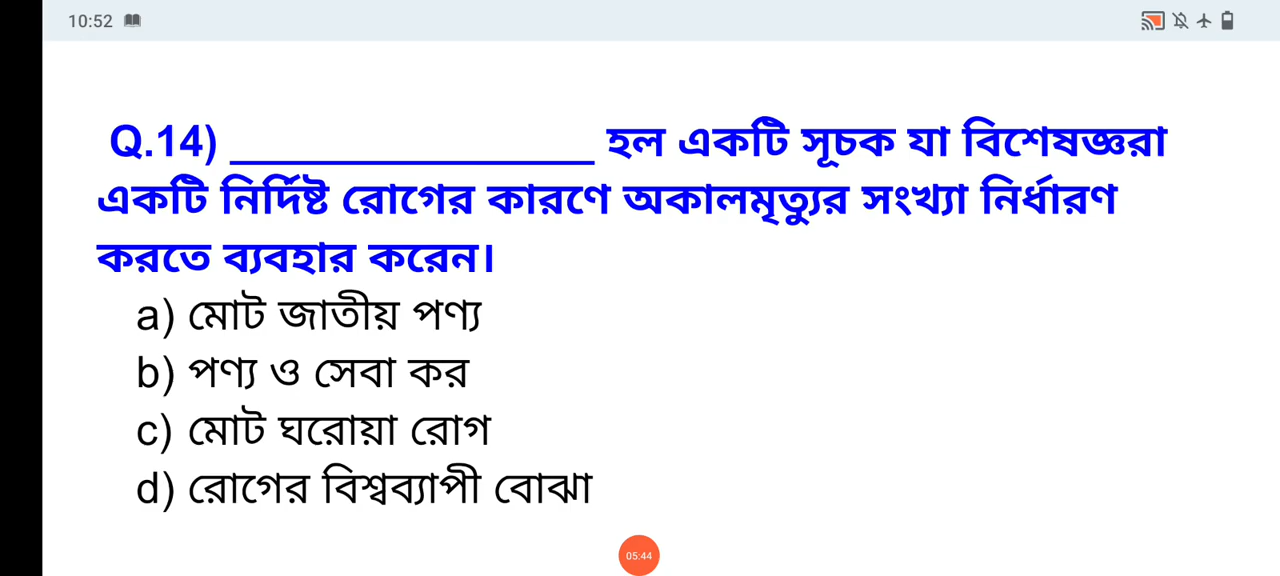 10:52
Q.14) ________________ হল একটি সূচক যা বিশেষজ্ঞরা
একটি নির্দিষ্ট রোগের কারণে অকালমৃত্যুর সংখ্যা নির্ধারণ
করতে ব্যবহার করেন।
a) মোট জাতীয় পণ্য
b) পণ্য ও সেবা কর
c) মোট ঘরোয়া রোগ
d) রোগের বিশ্বব্যাপী বোঝা
05:44